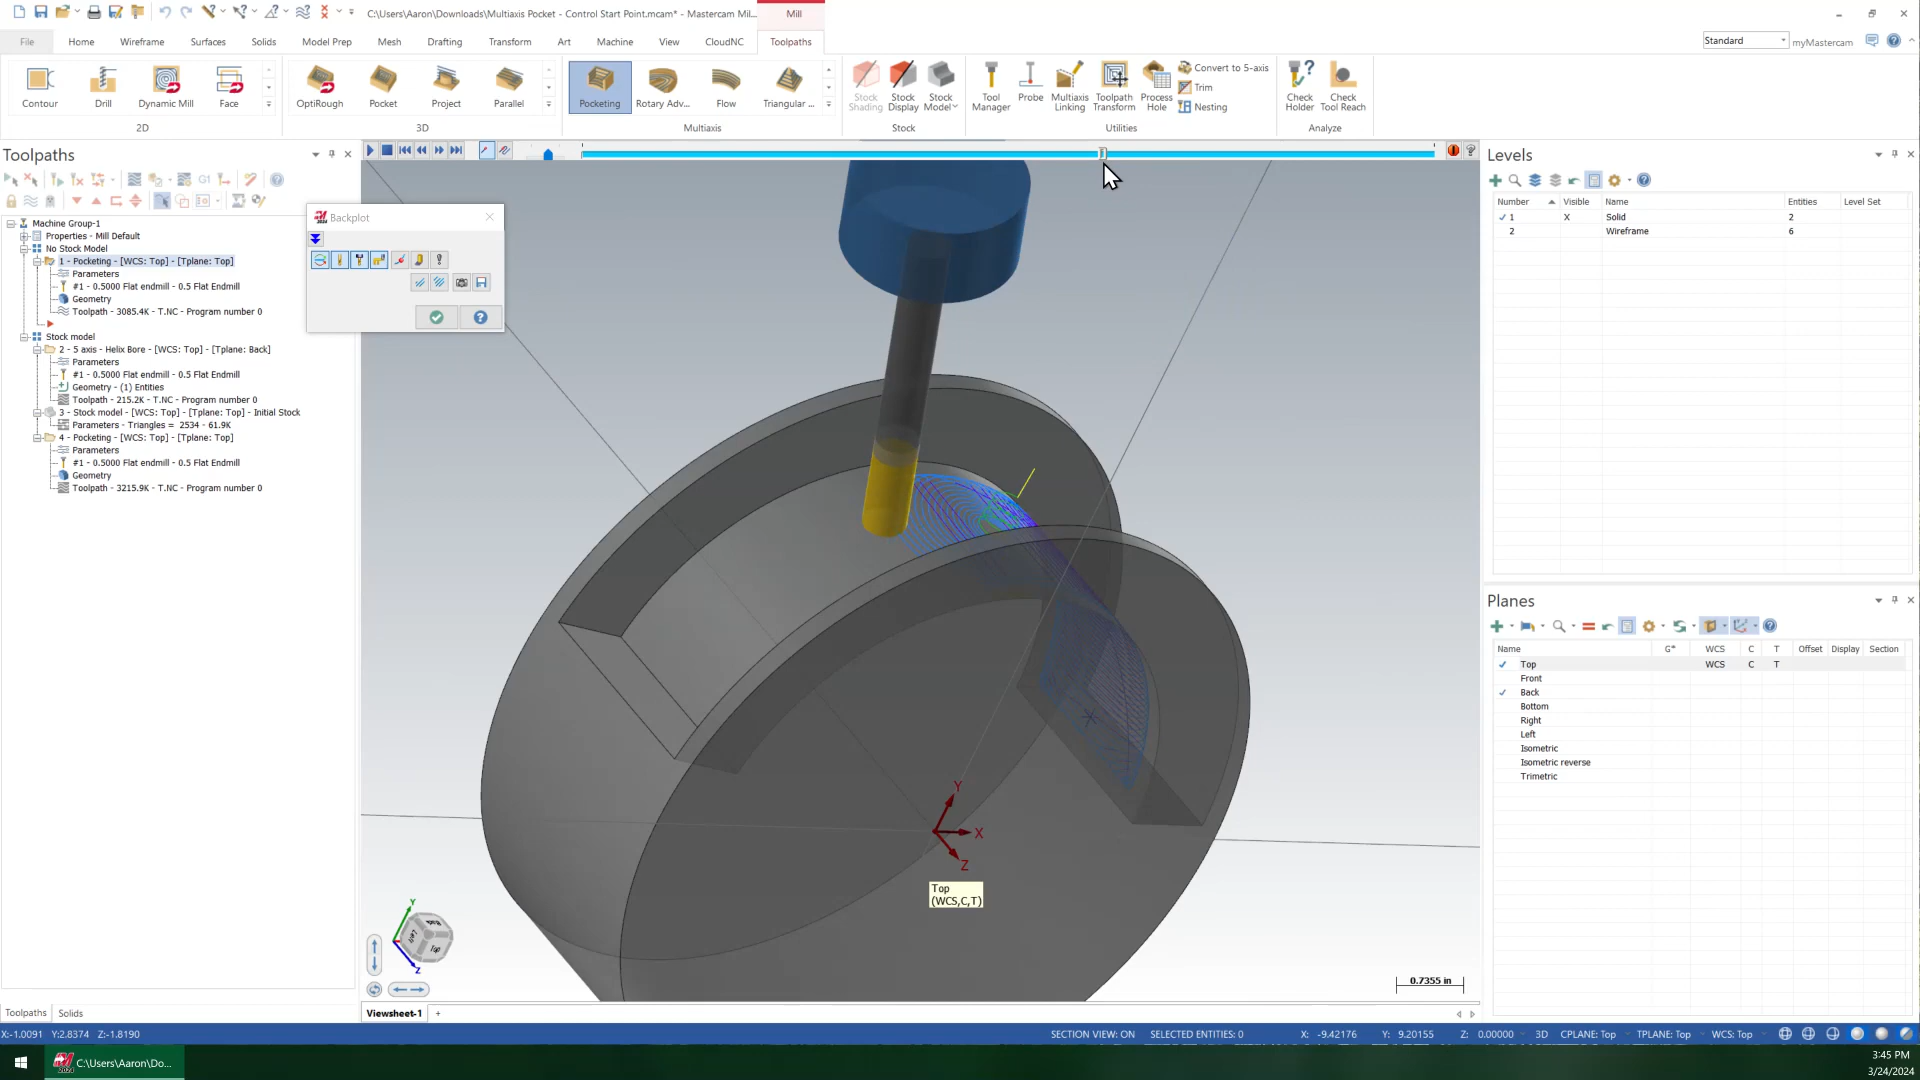 C:\Users\Aaron\Downloads\Multiaxis Pocket - Control Start Point.mcam* - Mastercam Mil...
Mill
File
Home
Wireframe
Surfaces
Solids
Model Prep
Mesh
Drafting
Transform
Art
Machine
View
CloudNC
Toolpaths
Standard
myMastercam
Contour
Drill
Dynamic Mill
Face
2D
OptiRough
Pocket
Project
Parallel
3D
Pocketing
Rotary Adv...
Flow
Triangular ...
Multiaxis
Stock Shading
Stock Display
Stock Model
Stock
Tool Manager
Probe
Multiaxis Linking
Toolpath Transform
Process Hole
Convert to 5-axis
Trim
Nesting
Utilities
Check Holder
Check Tool Reach
Analyze
Toolpaths
G1
Machine Group-1
Properties - Mill Default
No Stock Model
1 - Pocketing - [WCS: Top] - [Tplane: Top]
Parameters
#1 - 0.5000 Flat endmill - 0.5 Flat Endmill
Geometry
Toolpath - 3085.4K - T.NC - Program number 0
Stock model
2 - 5 axis - Helix Bore - [WCS: Top] - [Tplane: Back]
Parameters
#1 - 0.5000 Flat endmill - 0.5 Flat Endmill
Geometry - (1) Entities
Toolpath - 215.2K - T.NC - Program number 0
3 - Stock model - [WCS: Top] - [Tplane: Top] - Initial Stock
Parameters - Triangles = 2534 - 61.9K
4 - Pocketing - [WCS: Top] - [Tplane: Top]
Parameters
#1 - 0.5000 Flat endmill - 0.5 Flat Endmill
Geometry
Toolpath - 3215.9K - T.NC - Program number 0
Backplot
Y
X
Z
Top
(WCS,C,T)
Y
Back
Left
Top
Z
0.7355 in
Levels
Number
Visible
Name
Entities
Level Set
1
X
Solid
2
2
Wireframe
6
Planes
Name
G*
WCS
C
T
Offset
Display
Section
Top
WCS
C
T
Front
Back
Bottom
Right
Left
Isometric
Isometric reverse
Trimetric
Toolpaths
Solids
Viewsheet-1
+
X:-1.0091 Y:2.8374 Z:-1.8190
SECTION VIEW: ON
SELECTED ENTITIES: 0
X: -9.42176
Y: 9.20155
Z: 0.00000
3D
CPLANE: Top
TPLANE: Top
WCS: Top
C:\Users\Aaron\Do...
3:45 PM
3/24/2024